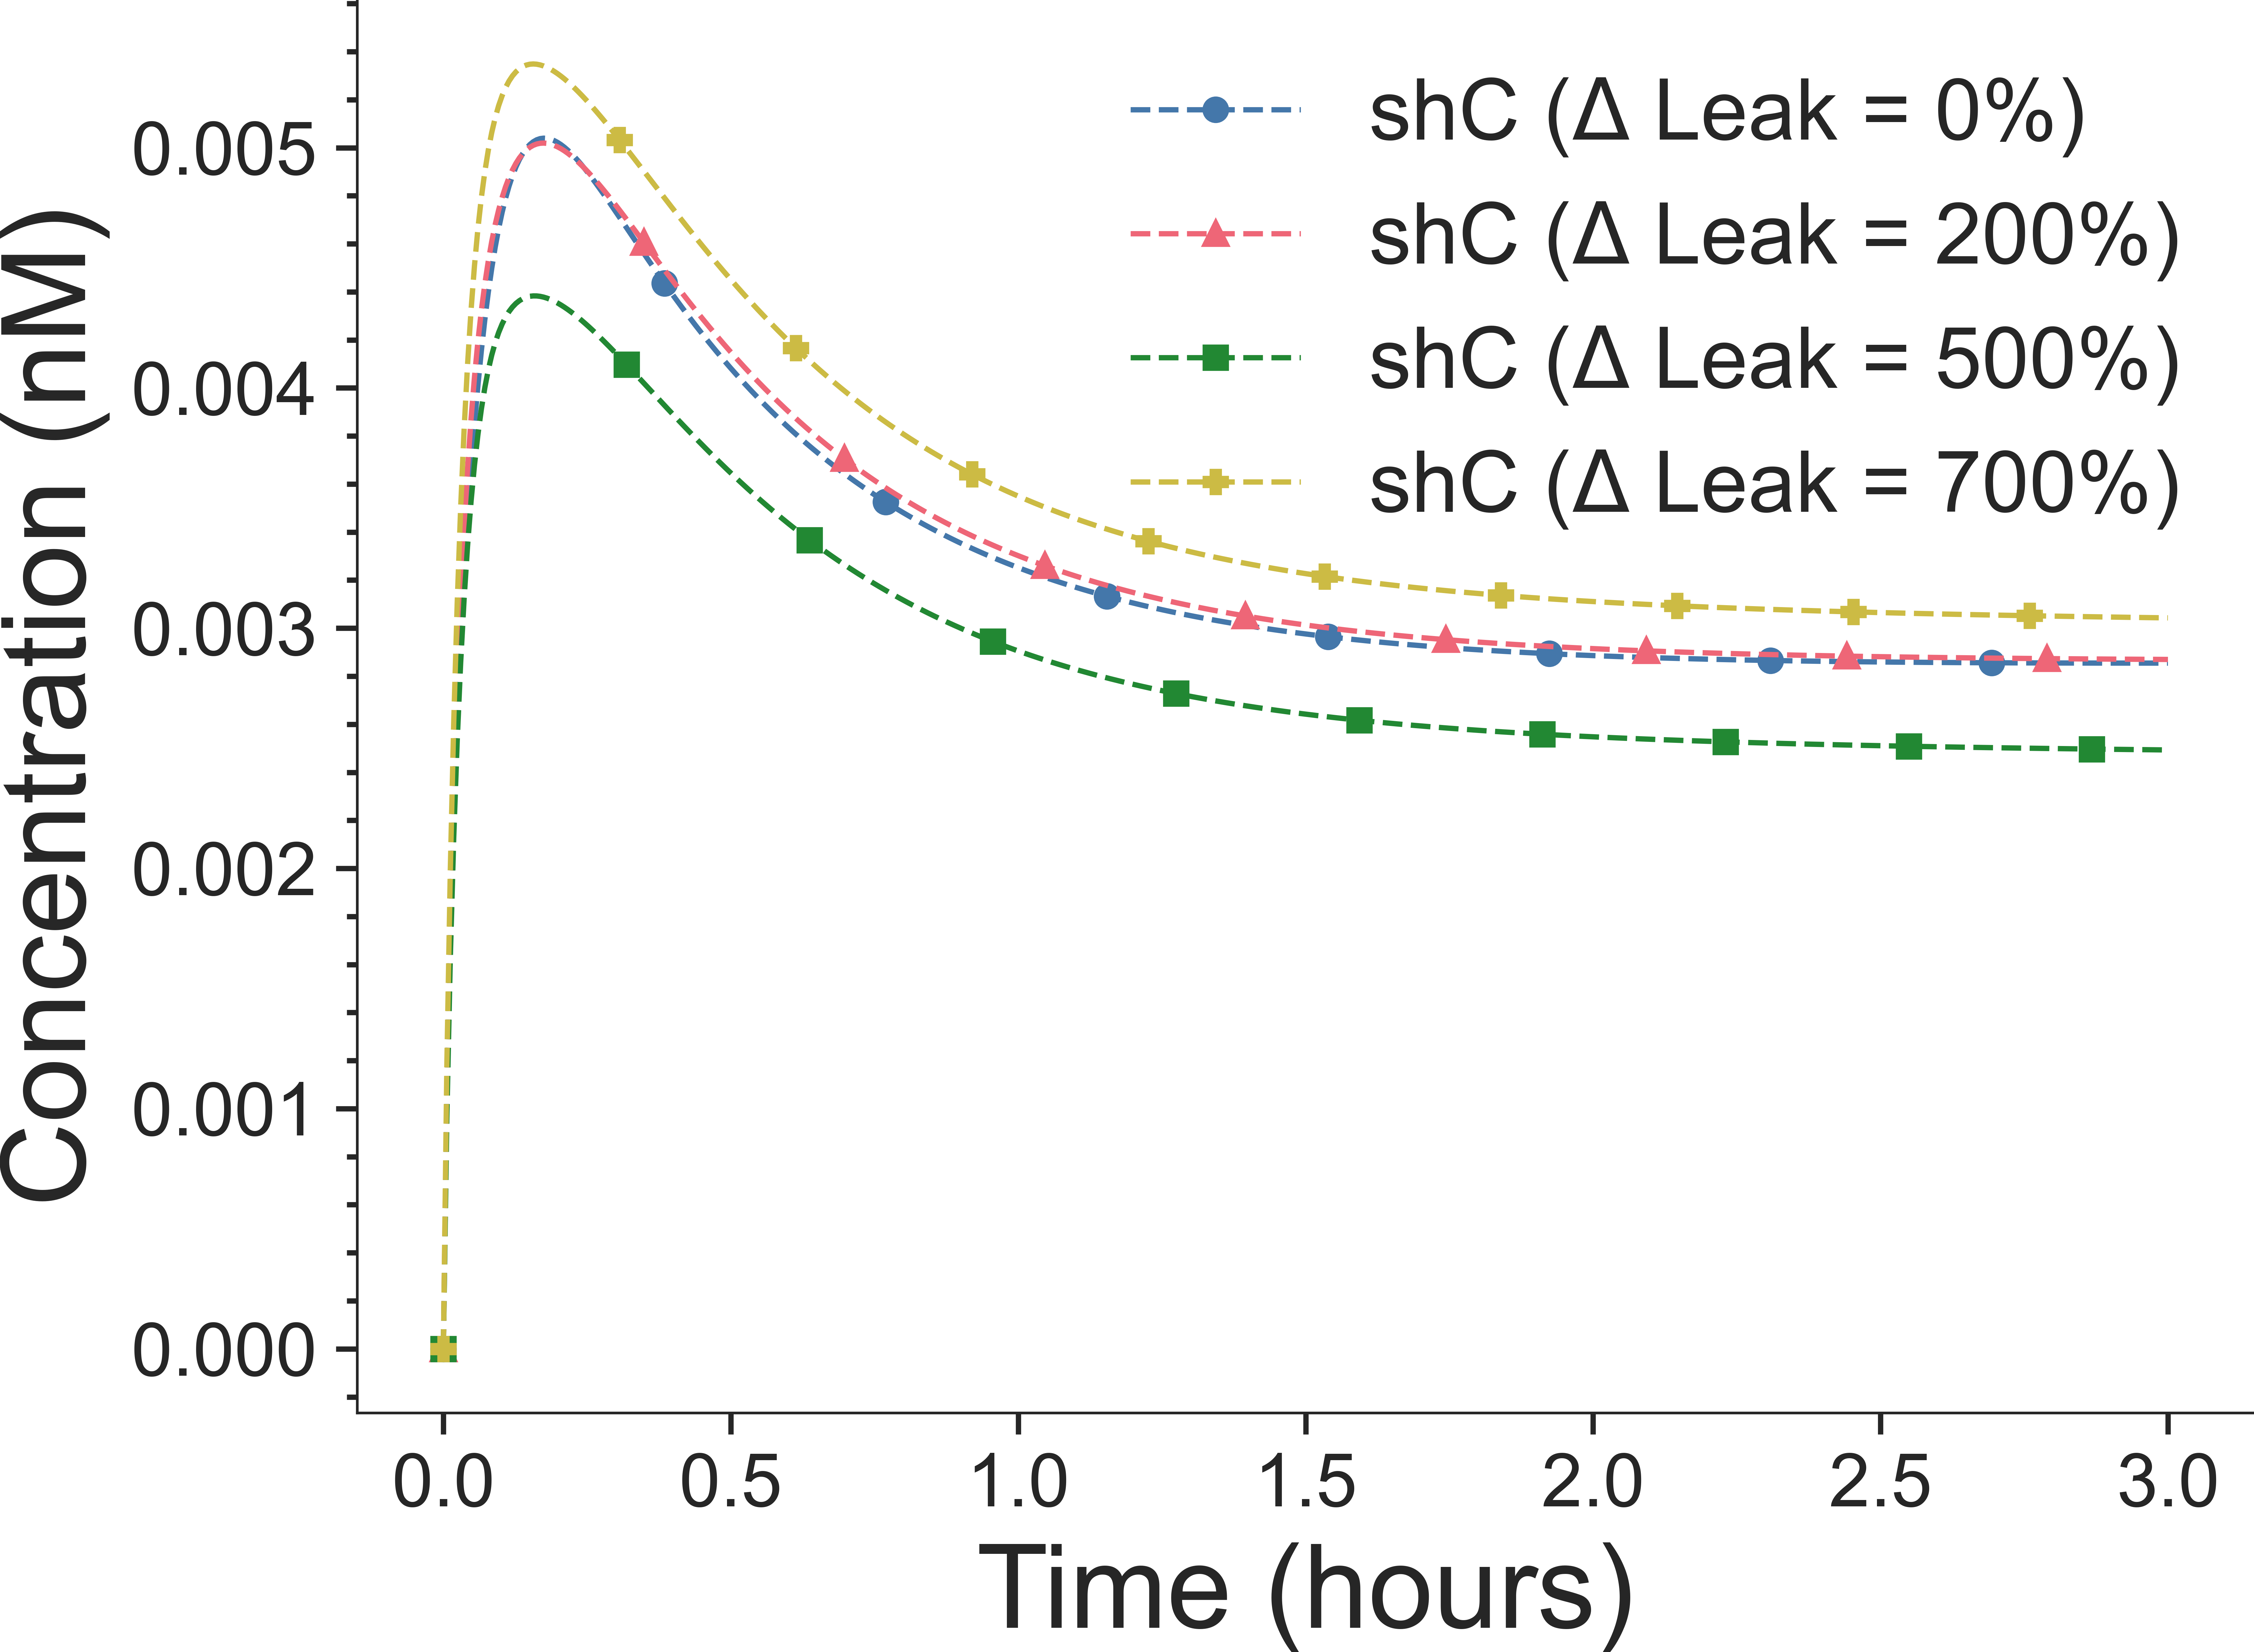 Concentration (nM)
0.005
0.004
0.003
0.002
0.001
0.000
shC (Δ Leak = 0%)
shC (Δ Leak = 200%)
shC (Δ Leak = 500%)
shC (Δ Leak = 700%)
0.0 0.5 1.0 1.5 2.0 2.5 3.0
Time (hours)